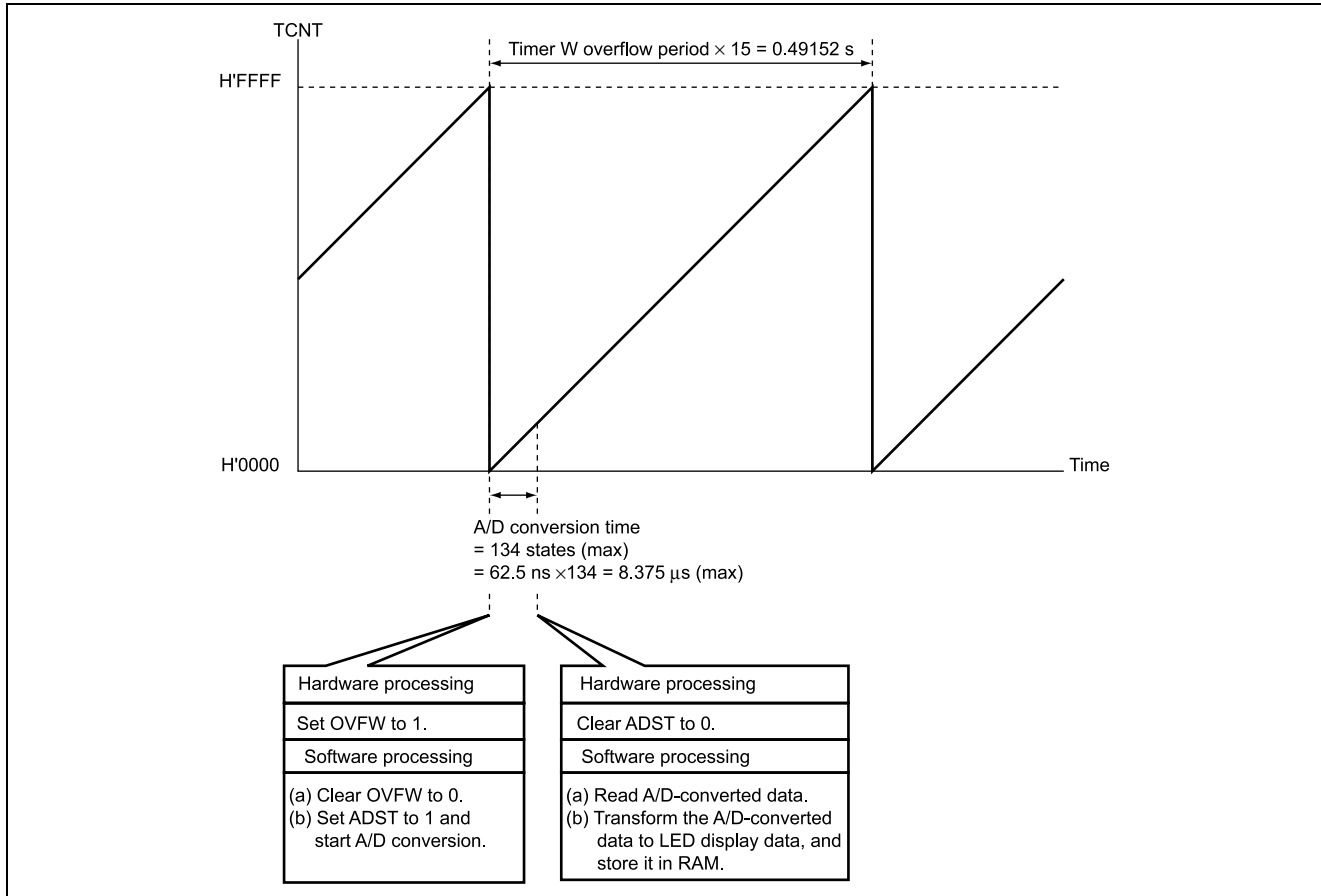 TCNT
Timer W overflow period × 15 = 0.49152 s
H'FFFF
H'0000
Time
A/D conversion time
= 134 states (max)
= 62.5 ns ×134 = 8.375 μs (max)
Hardware processing
Set OVFW to 1.
Software processing
(a) Clear OVFW to 0.
(b) Set ADST to 1 and
start A/D conversion.
Hardware processing
Clear ADST to 0.
Software processing
(a) Read A/D-converted data.
(b) Transform the A/D-converted
data to LED display data, and
store it in RAM.